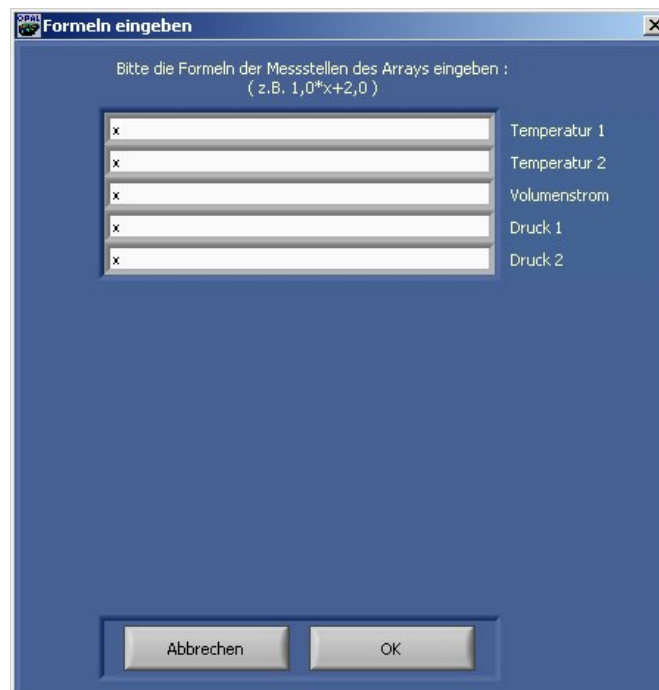 OPAL
Formeln eingeben
Bitte die Formeln der Messstellen des Arrays eingeben :
( z.B. 1,0*x+2,0 )
x Temperatur 1
x Temperatur 2
x Volumenstrom
x Druck 1
x Druck 2
Abbrechen OK